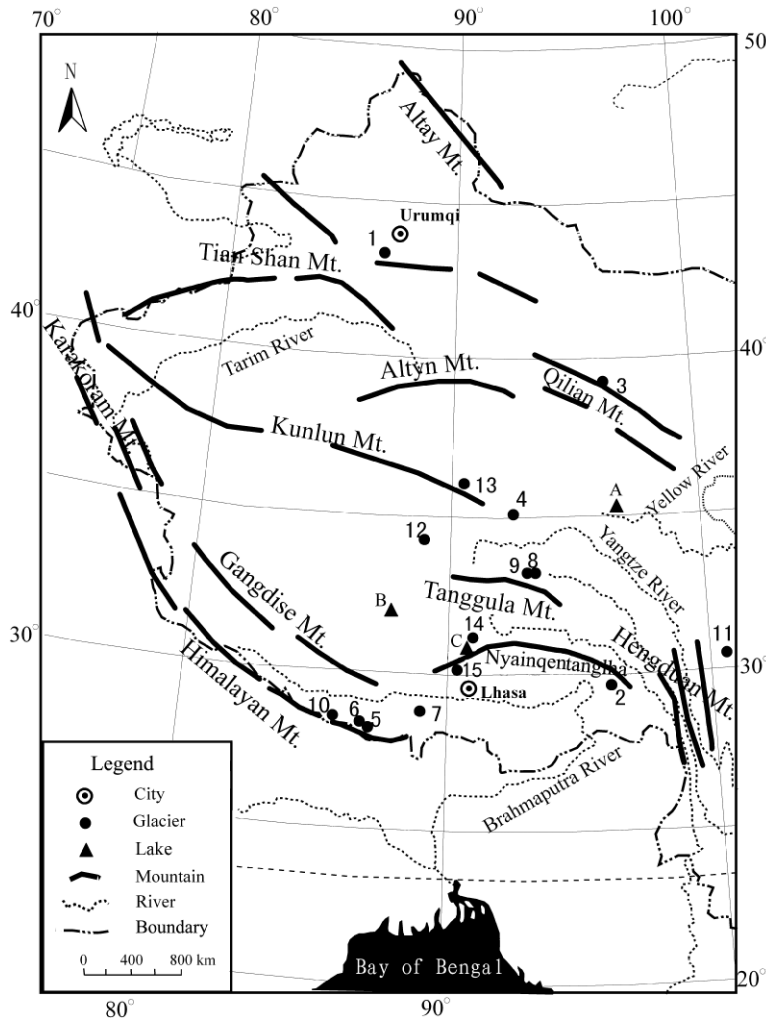 70°
80°
90°
100°
50
N
Altay Mt.
Urumqi
1
Tian Shan Mt.
40°
40°
Karakoram Mt.
Tarim River
Altyn Mt.
Qilian Mt.
3
Kunlun Mt.
13
4
A
Yellow River
12
9
8
Yangtze River
Gangdise Mt.
B
Tanggula Mt.
30°
30°
14
C
Nyainqentanglha
Hengduan Mt.
11
15
Lhasa
2
Himalayan Mt.
10
6
5
7
Brahmaputra River
Legend
City
Glacier
Lake
Mountain
River
Boundary
0 400 800 km
Bay of Bengal
20°
80°
90°